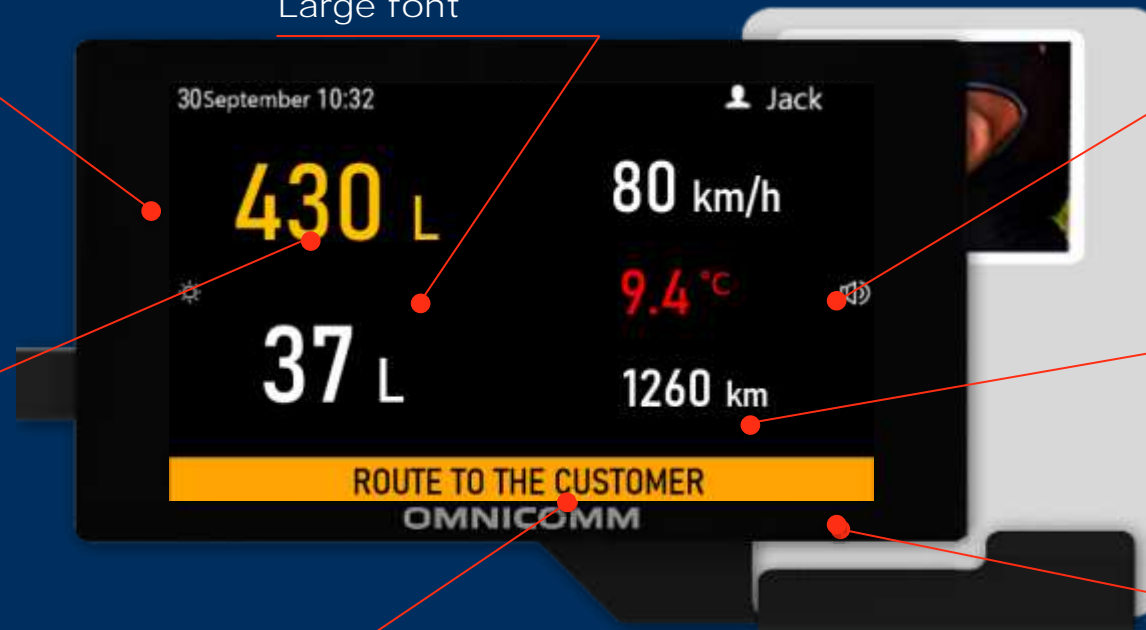 Large font
30September 10:32
Jack
430 L
80 km/h
9.4 °C
37 L
1260 km
ROUTE TO THE CUSTOMER
OMNICOMM